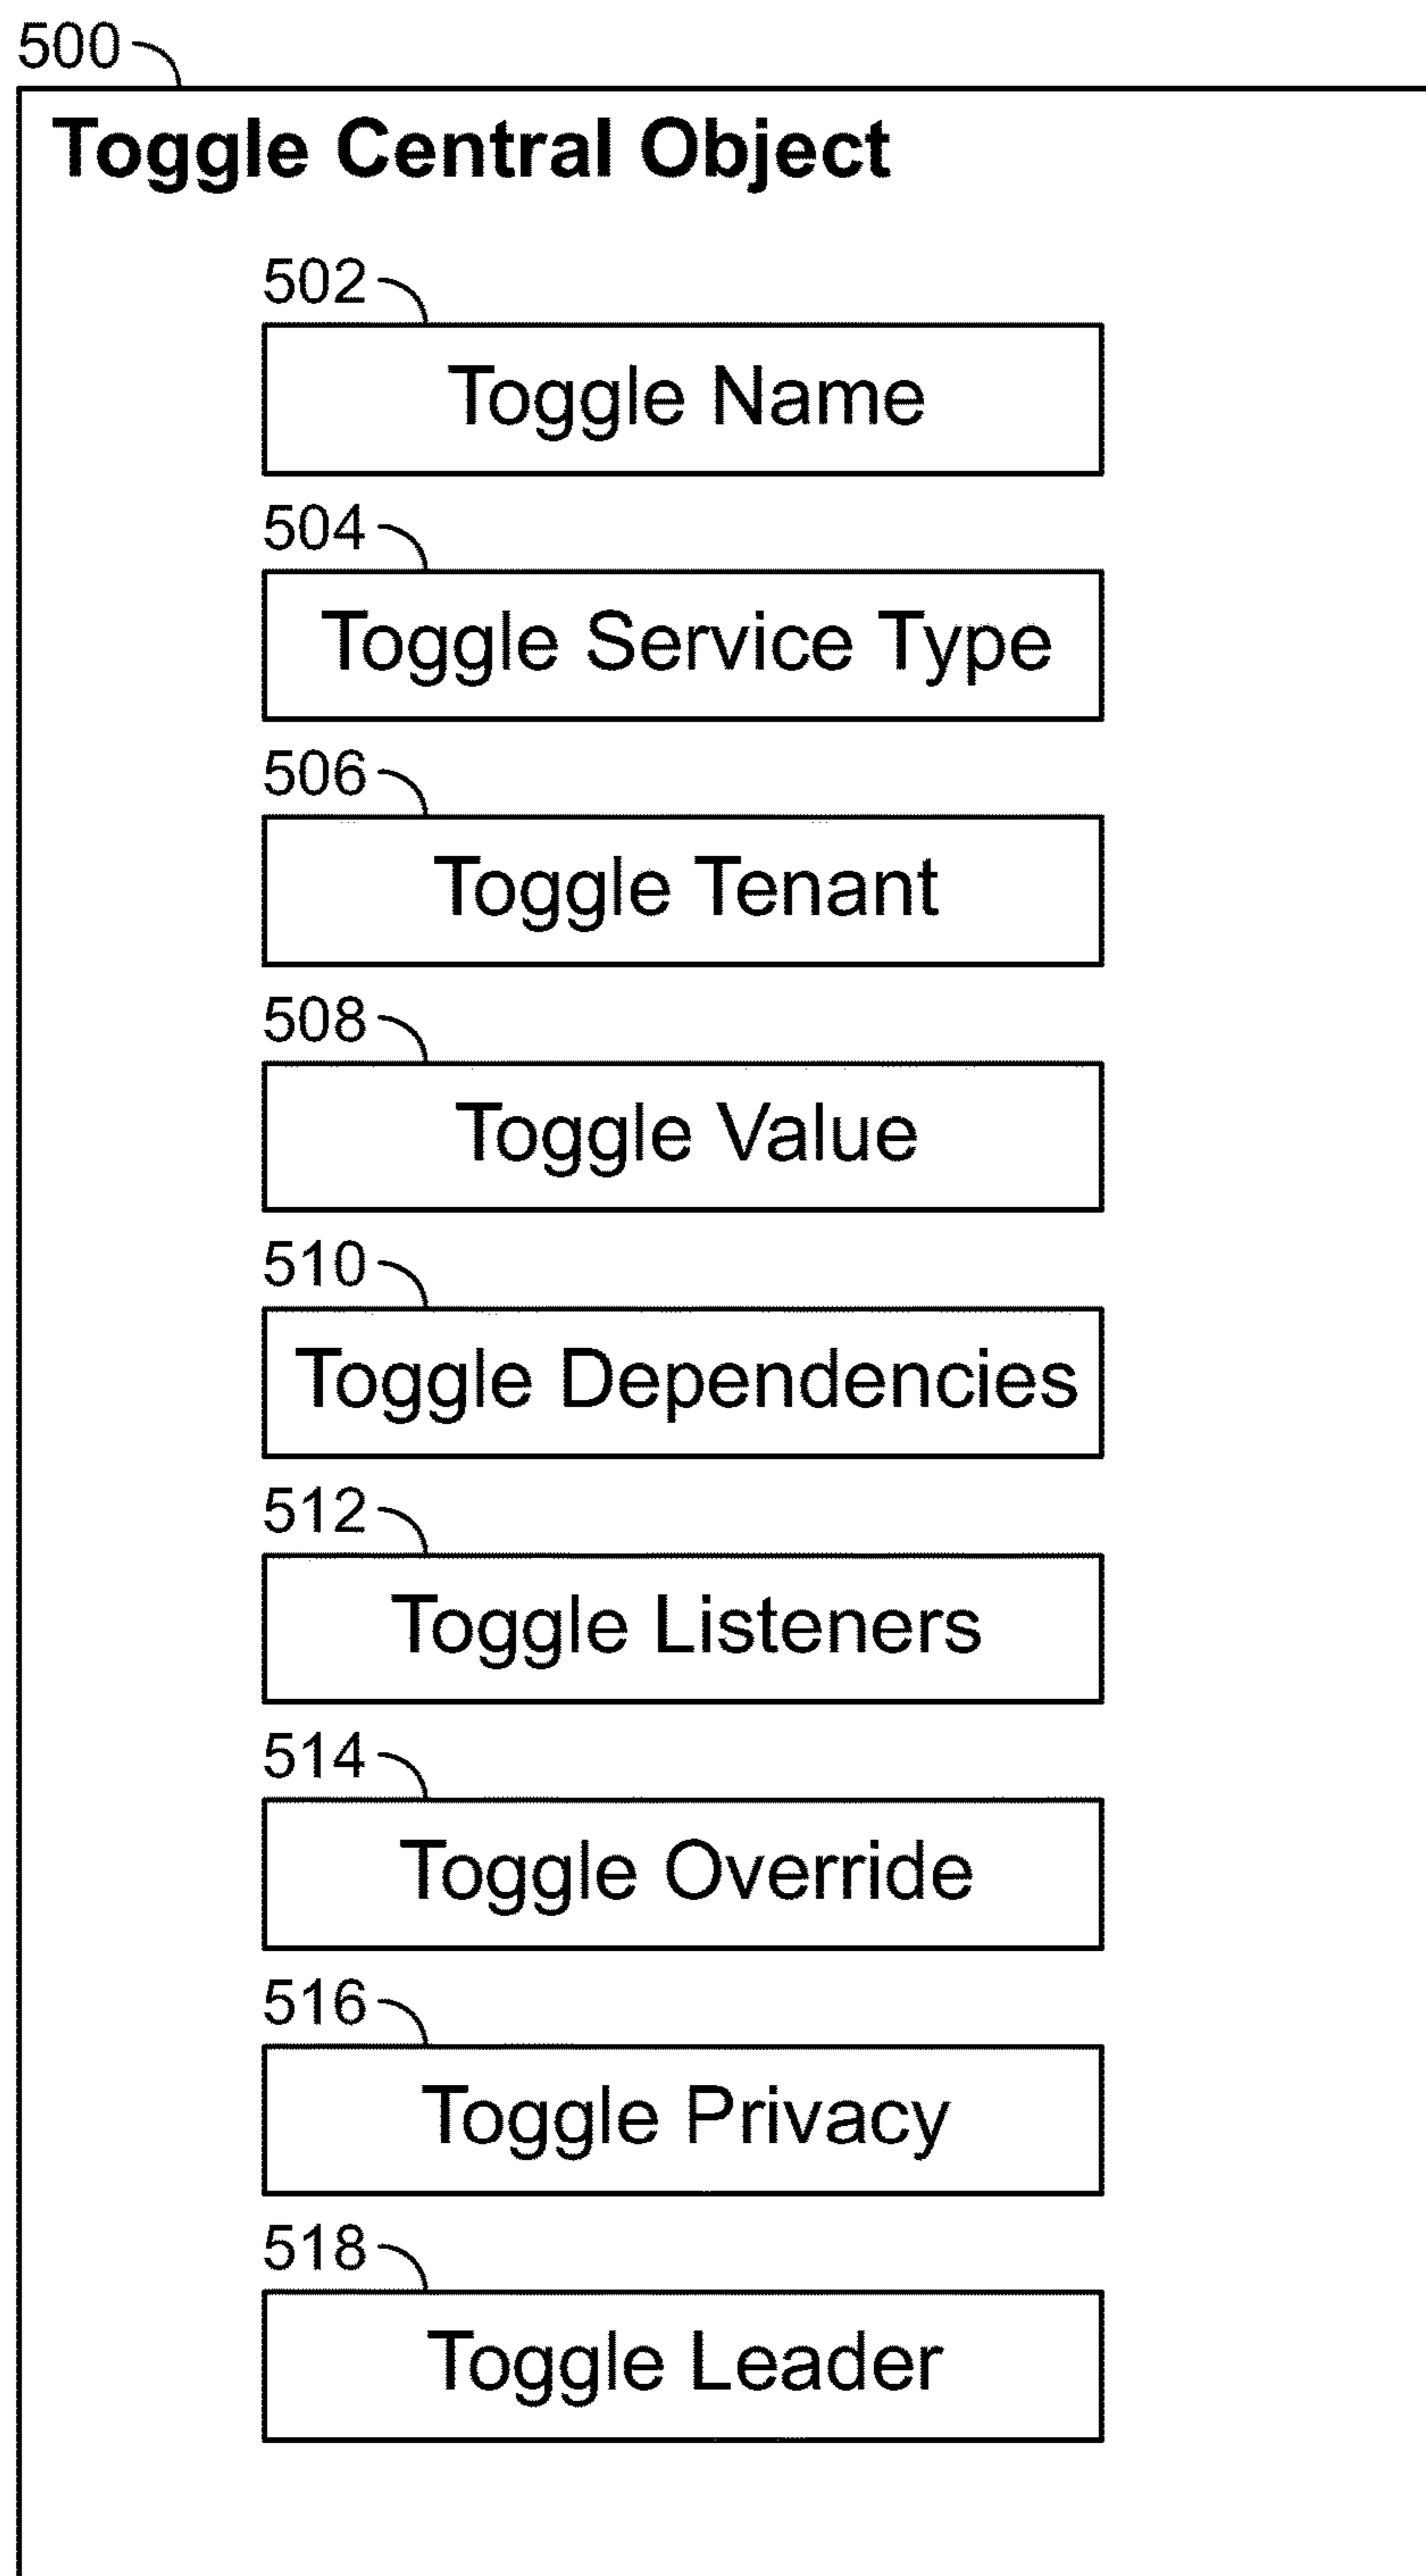 500
Toggle Central Object
502
Toggle Name
504
Toggle Service Type
506
Toggle Tenant
508
Toggle Value
510
Toggle Dependencies
512
Toggle Listeners
514
Toggle Override
516
Toggle Privacy
518
Toggle Leader